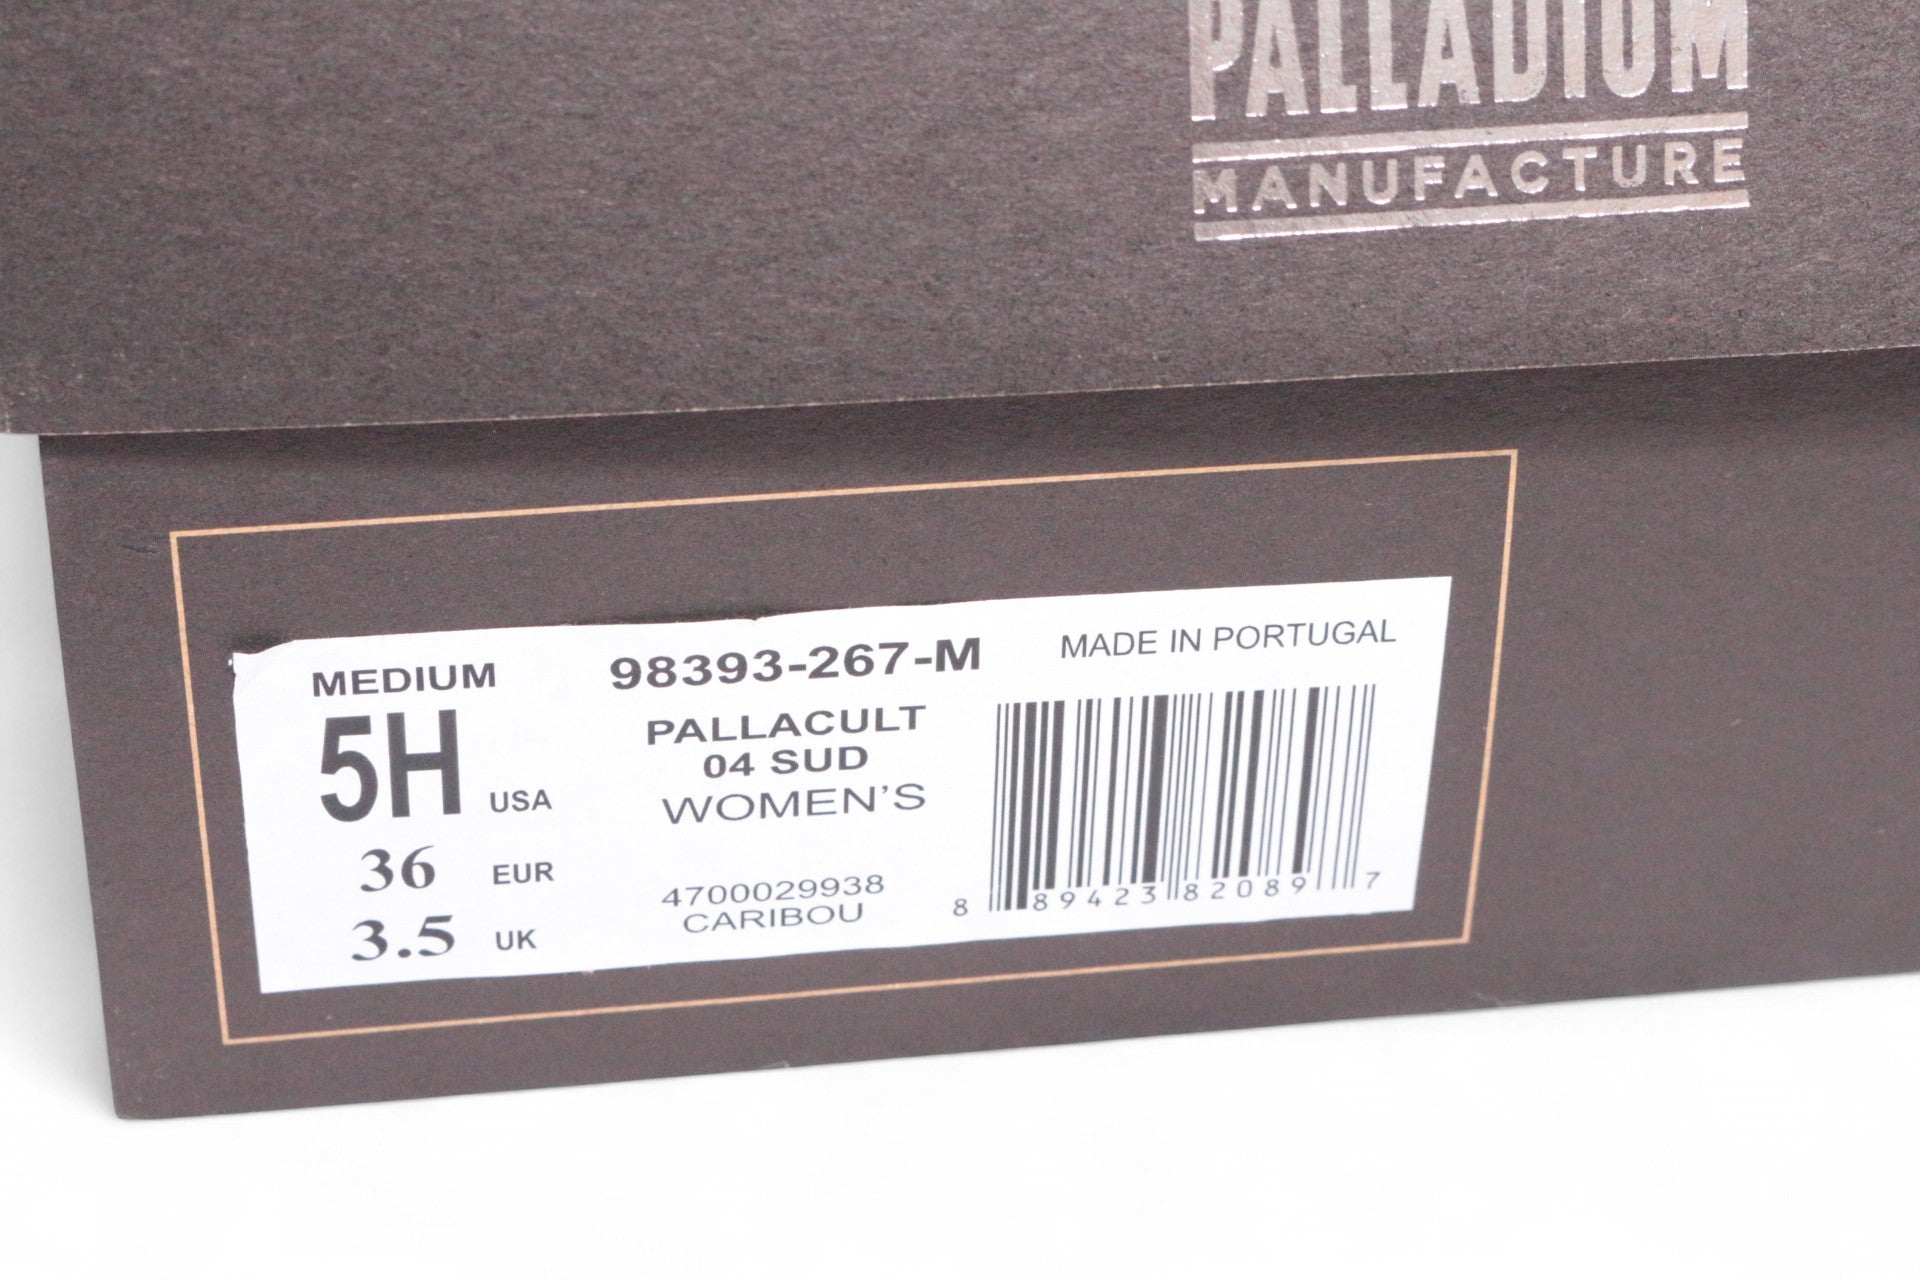 PALLADIUM
MANUFACTURE
MEDIUM
5H USA
36 EUR
3.5 UK
98393-267-M
PALLACULT
04 SUD
WOMEN'S
4700029938
CARIBOU
MADE IN PORTUGAL
8 89423 82089 7